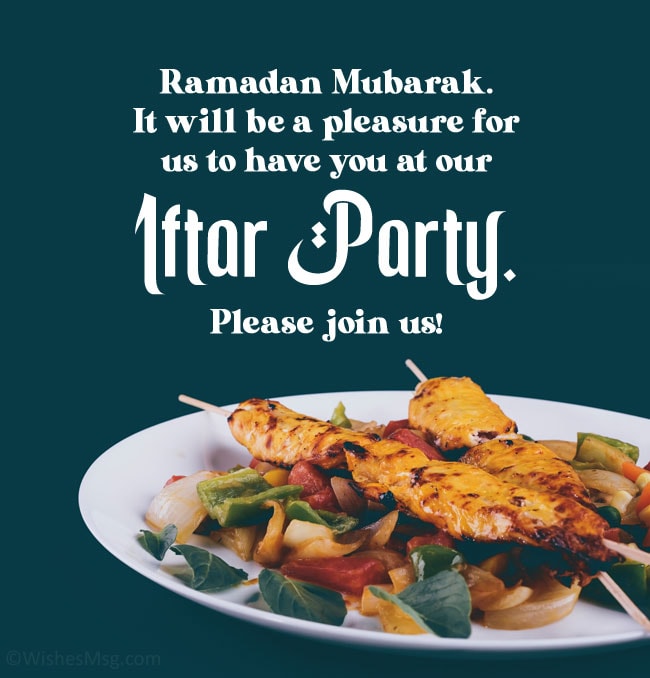 Ramadan Mubarak.
It will be a pleasure for
us to have you at our
Iftar Party.
Please join us!
©WishesMsg.com